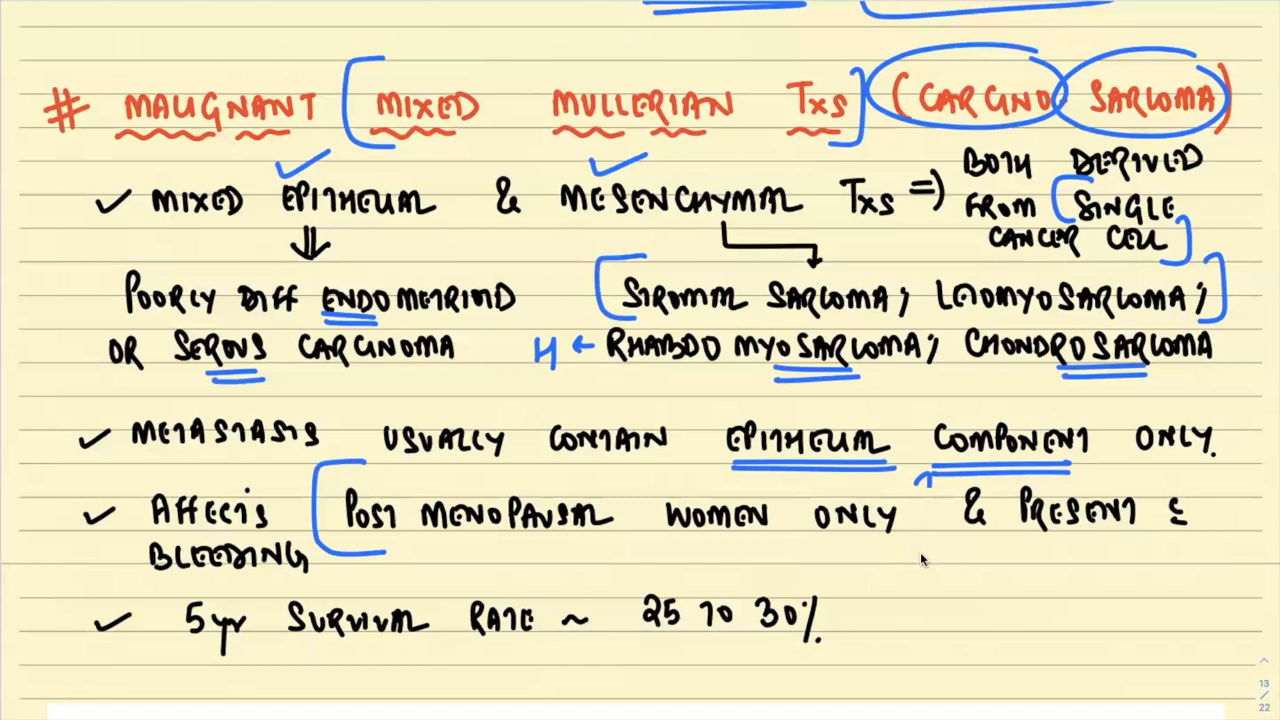 # MALIGNANT [MIXED MULLERIAN Txs] (CARCINO SARCOMA)
✓ MIXED EPITHELIAL & MESENCHYMAL Txs => BOTH DERIVED
FROM [SINGLE
CANCER CELL]
POORLY DIFF ENDOMETRIOID [STROMAL SARCOMA; LEIOMYOSARCOMA;]
OR SEROUS CARCINOMA H ← RHABDOMYOSARCOMA; CHONDROSARCOMA
✓ METASTASIS USUALLY CONTAIN EPITHELIAL COMPONENT ONLY.
✓ AFFECTS [POST MENOPAUSAL WOMEN ONLY & PRESENT c̄
BLEEDING
✓ 5yr SURVIVAL RATE ~ 25 TO 30%.
13
/
22